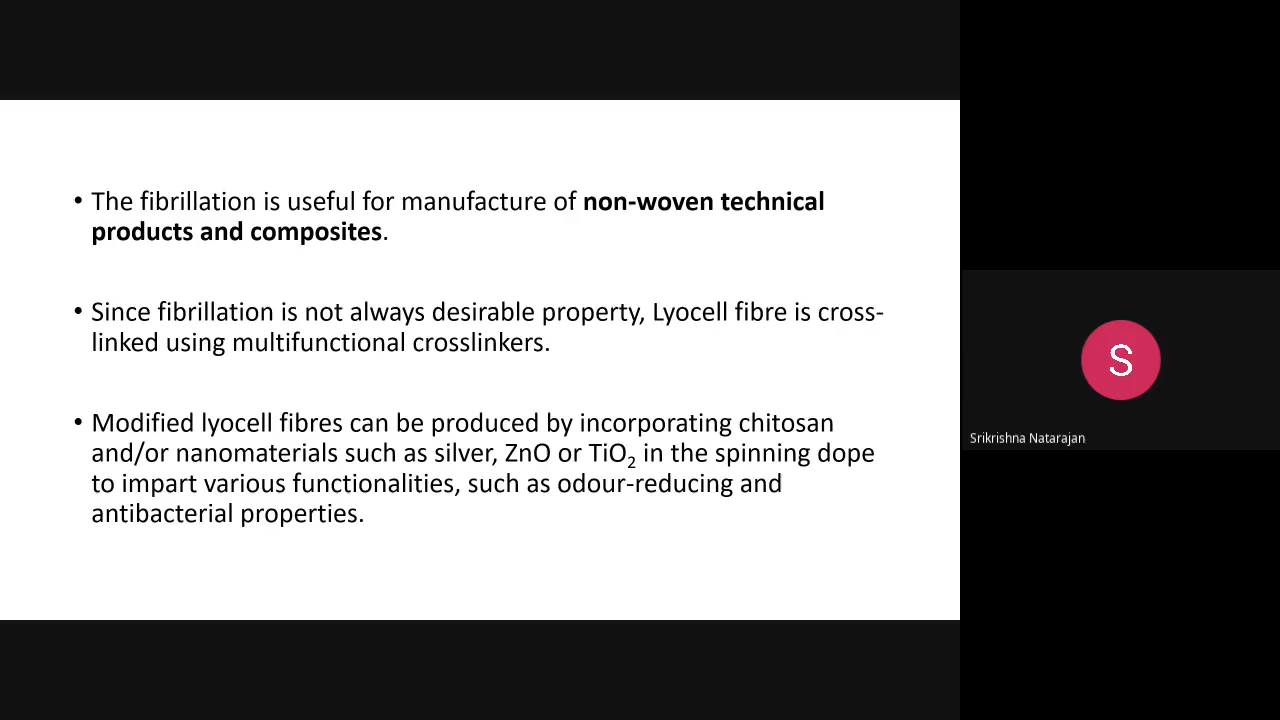 • The fibrillation is useful for manufacture of non-woven technical
products and composites.
• Since fibrillation is not always desirable property, Lyocell fibre is cross-
linked using multifunctional crosslinkers.
• Modified lyocell fibres can be produced by incorporating chitosan
and/or nanomaterials such as silver, ZnO or TiO₂ in the spinning dope
to impart various functionalities, such as odour-reducing and
antibacterial properties.
S
Srikrishna Natarajan